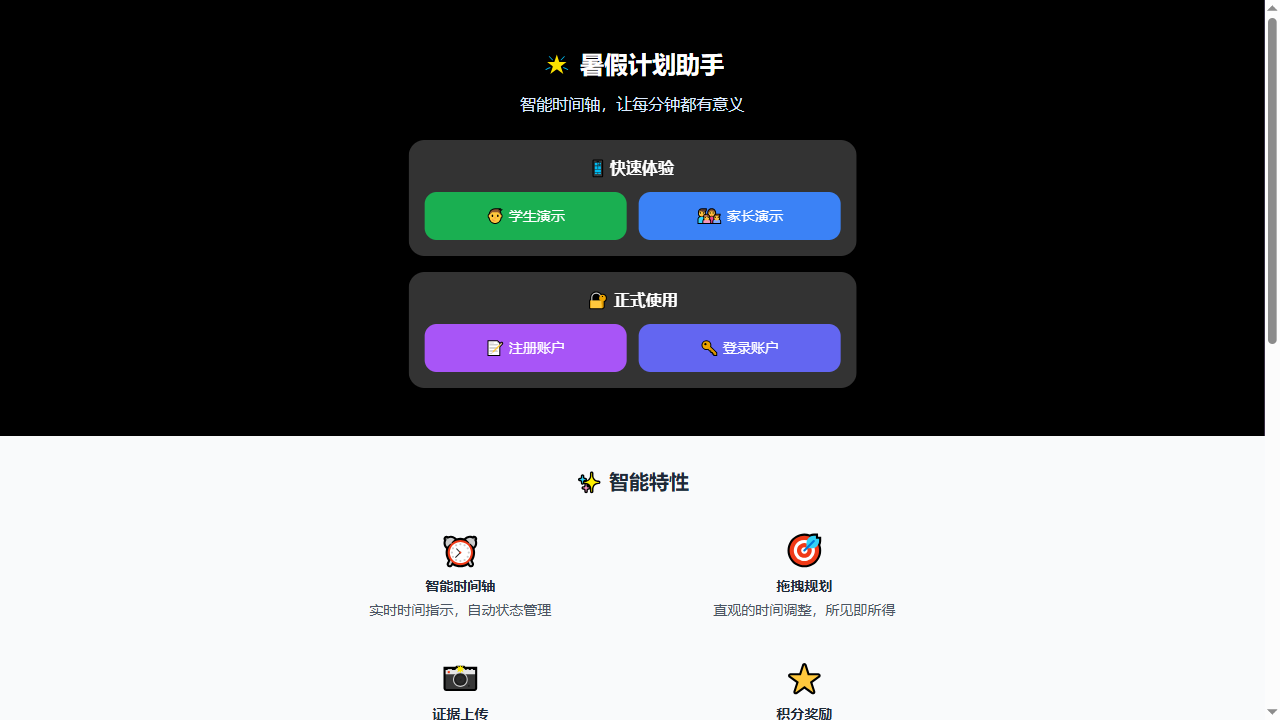 暑假计划助手
智能时间轴，让每分钟都有意义
快速体验
学生演示
家长演示
正式使用
注册账户
登录账户
智能特性
智能时间轴
实时时间指示，自动状态管理
拖拽规划
直观的时间调整，所见即所得
证据上传
积分奖励